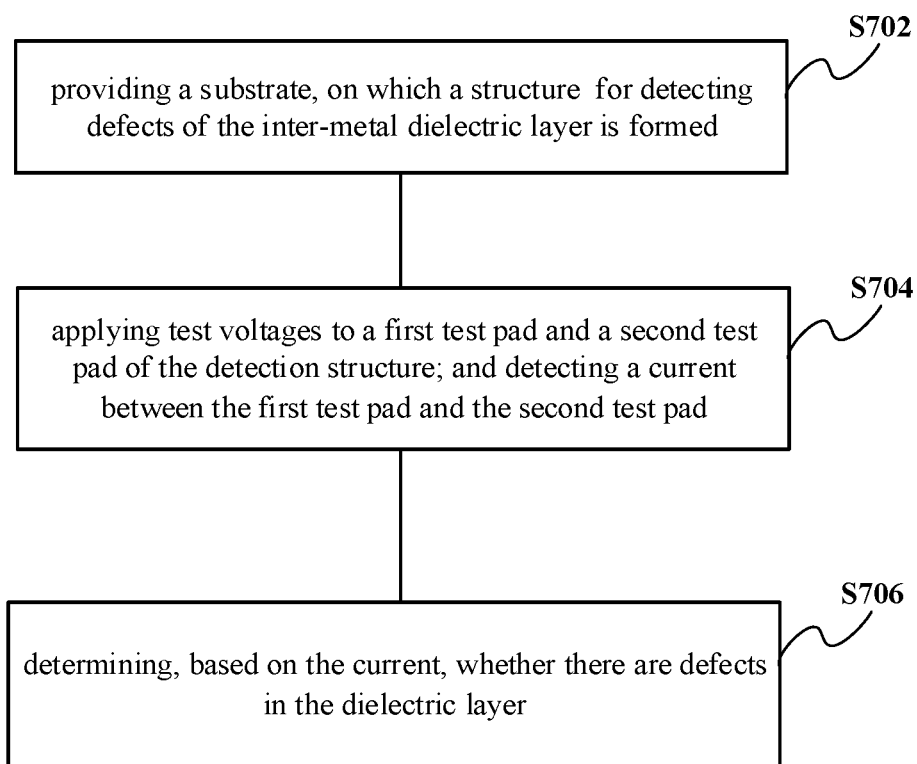 S702
providing a substrate, on which a structure for detecting
defects of the inter-metal dielectric layer is formed
S704
applying test voltages to a first test pad and a second test
pad of the detection structure; and detecting a current
between the first test pad and the second test pad
S706
determining, based on the current, whether there are defects
in the dielectric layer